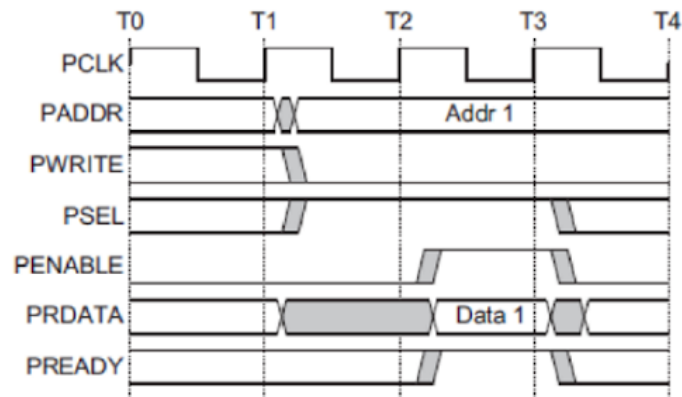 T0 T1 T2 T3 T4
PCLK
PADDR Addr 1
PWRITE
PSEL
PENABLE
PRDATA Data 1
PREADY